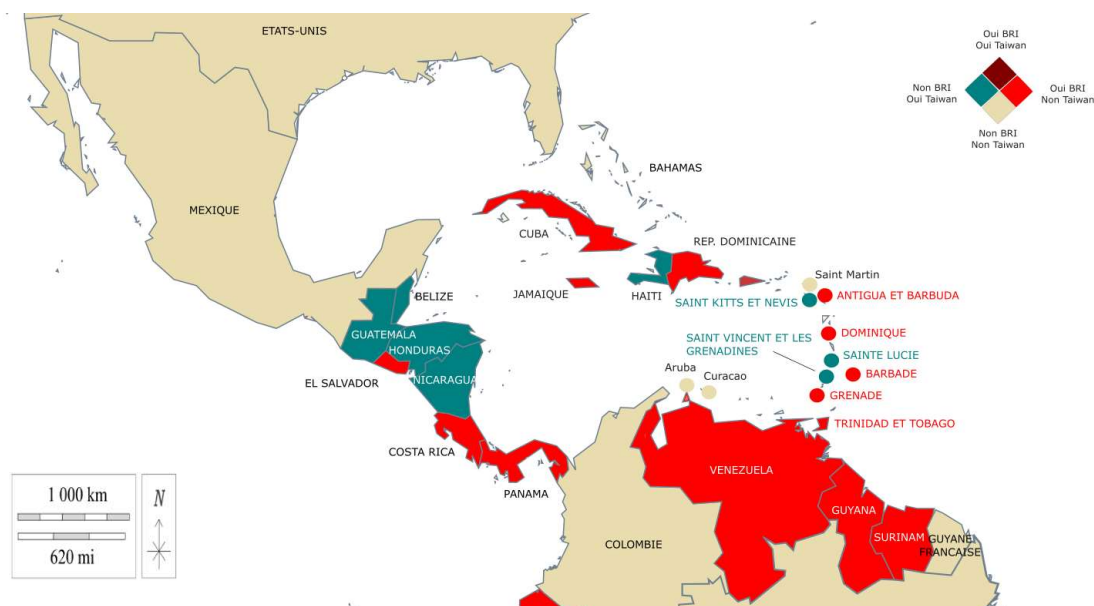 ETATS-UNIS
Oui BRI
Oui Taiwan
Non BRI
Oui Taiwan
Oui BRI
Non Taiwan
Non BRI
Non Taiwan
BAHAMAS
MEXIQUE
CUBA
REP. DOMINICAINE
Saint Martin
JAMAIQUE
HAITI
BELIZE
SAINT KITTS ET NEVIS
ANTIGUA ET BARBUDA
GUATEMALA
HONDURAS
SAINT VINCENT ET LES
GRENADINES
DOMINIQUE
SAINTE LUCIE
EL SALVADOR
NICARAGUA
Aruba
Curacao
BARBADE
GRENADE
TRINIDAD ET TOBAGO
COSTA RICA
VENEZUELA
PANAMA
1 000 km
620 mi
N
GUYANA
COLOMBIE
SURINAM
GUYANE
FRANCAISE